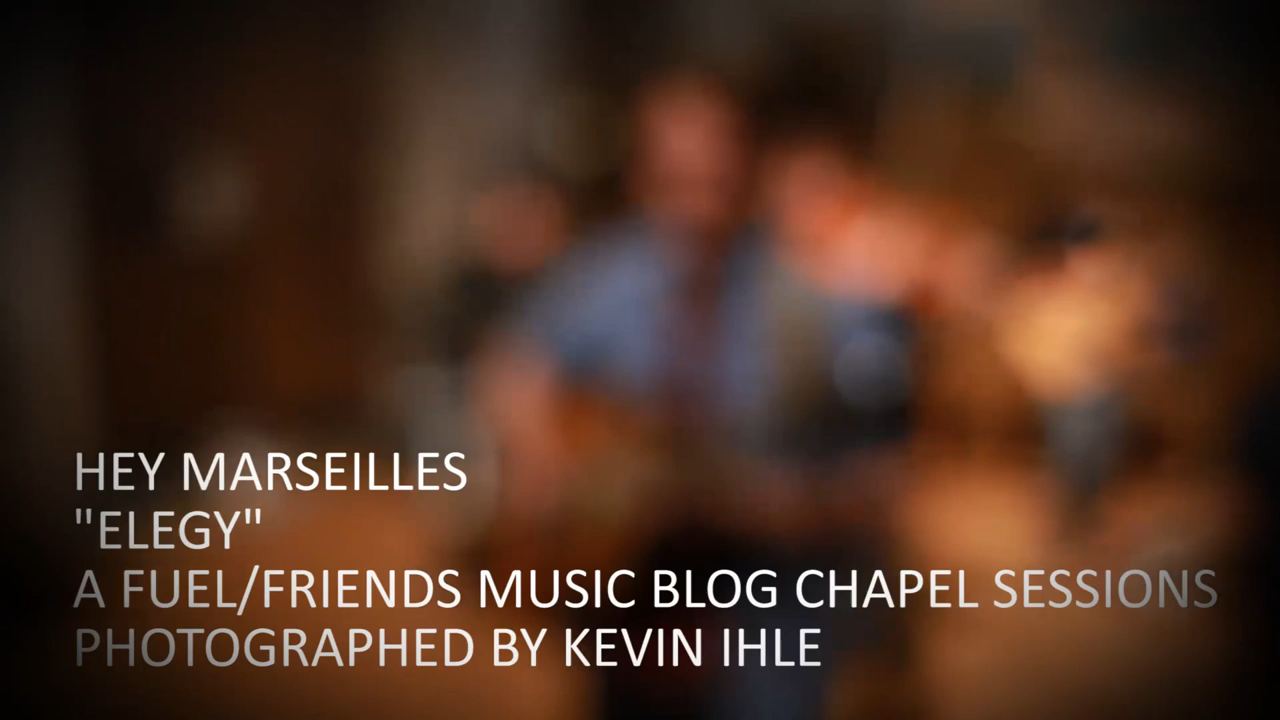 HEY MARSEILLES
"ELEGY"
A FUEL/FRIENDS MUSIC BLOG CHAPEL SESSIONS
PHOTOGRAPHED BY KEVIN IHLE